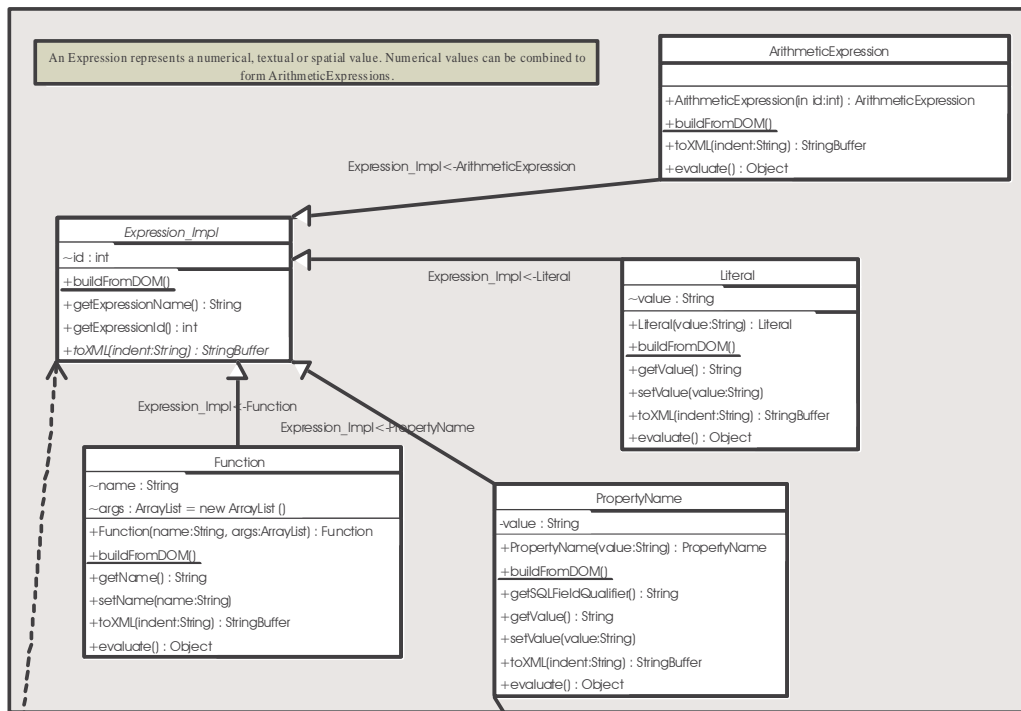 An Expression represents a numerical, textual or spatial value. Numerical values can be combined to
form ArithmeticExpressions.
ArithmeticExpression
+ArithmeticExpression(in id:int) : ArithmeticExpression
+buildFromDOM()
+toXML(indent:String) : StringBuffer
+evaluate() : Object
Expression_Impl<-ArithmeticExpression
Expression_Impl
~id : int
+buildFromDOM()
+getExpressionName() : String
+getExpressionId() : int
+toXML(indent:String) : StringBuffer
Expression_Impl<-Literal
Literal
~value : String
+Literal(value:String) : Literal
+buildFromDOM()
+getValue() : String
+setValue(value:String)
+toXML(indent:String) : StringBuffer
+evaluate() : Object
Expression_Impl<-Function
Expression_Impl<-PropertyName
Function
~name : String
~args : ArrayList = new ArrayList ()
+Function(name:String, args:ArrayList) : Function
+buildFromDOM()
+getName() : String
+setName(name:String)
+toXML(indent:String) : StringBuffer
+evaluate() : Object
PropertyName
-value : String
+PropertyName(value:String) : PropertyName
+buildFromDOM()
+getSQLFieldQualifier() : String
+getValue() : String
+setValue(value:String)
+toXML(indent:String) : StringBuffer
+evaluate() : Object